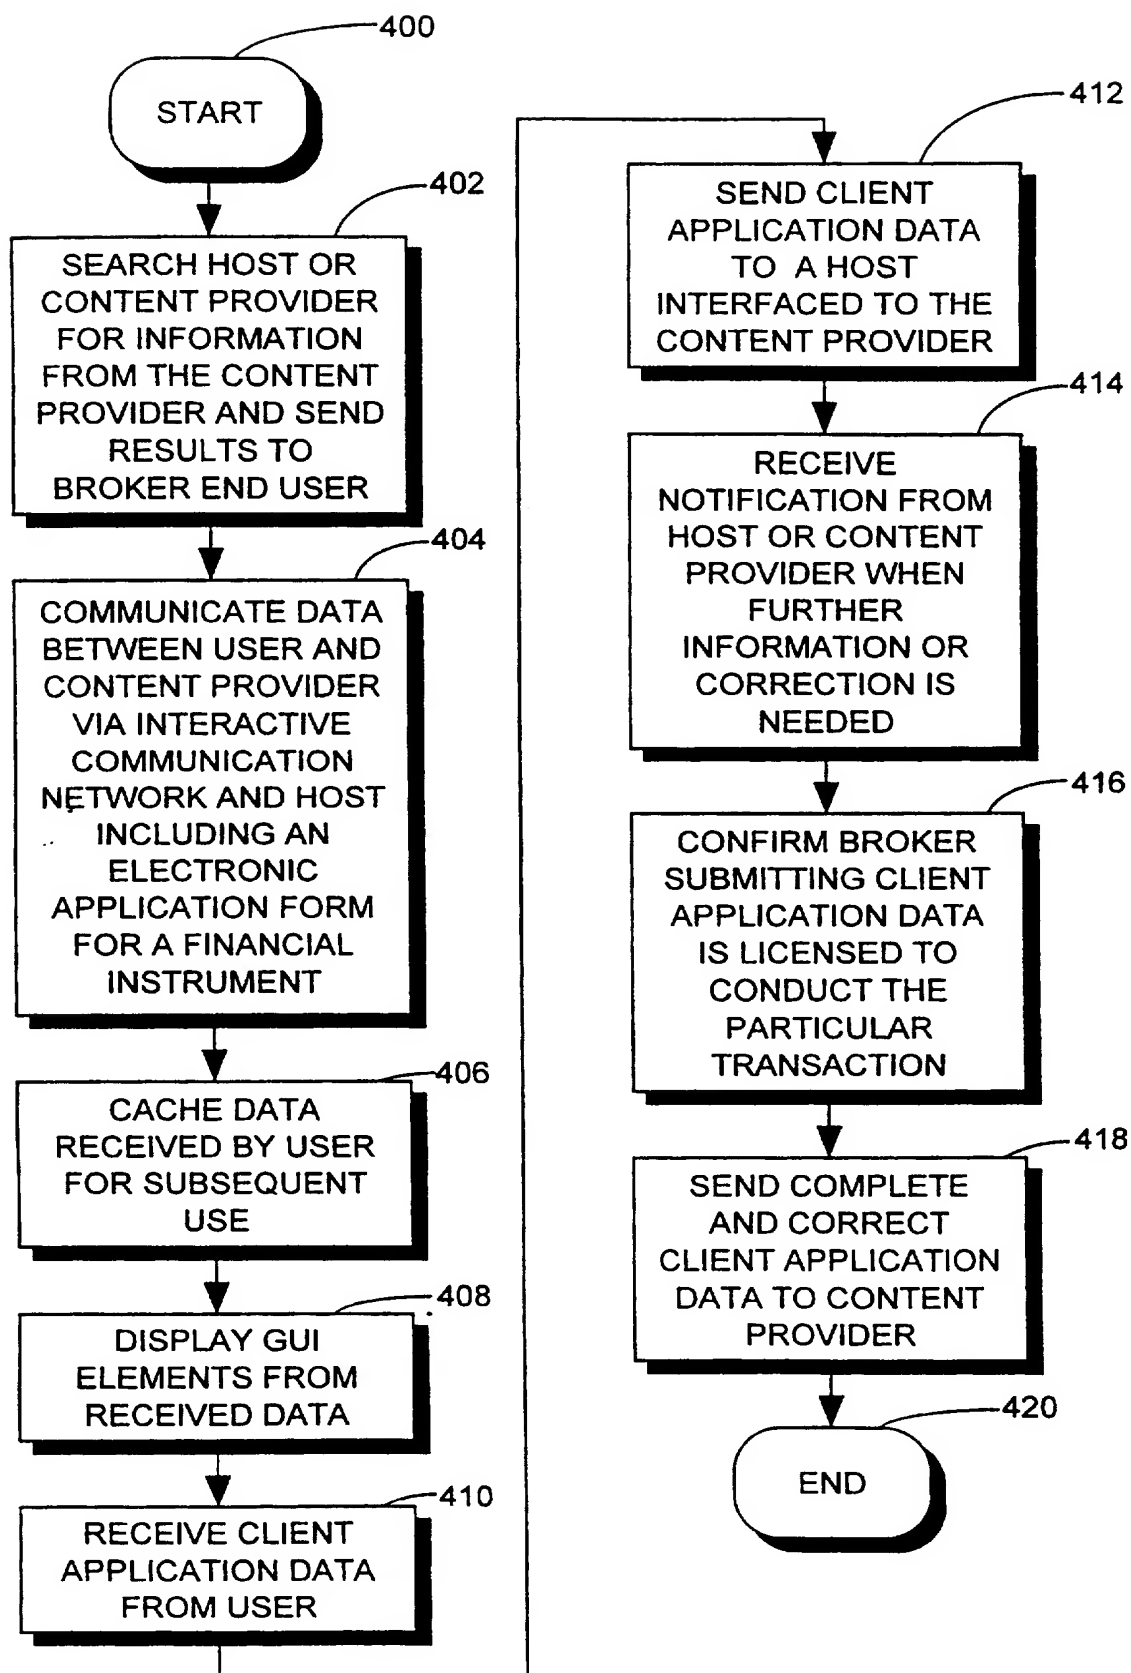 400
START
402
SEARCH HOST OR
CONTENT PROVIDER
FOR INFORMATION
FROM THE CONTENT
PROVIDER AND SEND
RESULTS TO
BROKER END USER
404
COMMUNICATE DATA
BETWEEN USER AND
CONTENT PROVIDER
VIA INTERACTIVE
COMMUNICATION
NETWORK AND HOST
INCLUDING AN
ELECTRONIC
APPLICATION FORM
FOR A FINANCIAL
INSTRUMENT
406
CACHE DATA
RECEIVED BY USER
FOR SUBSEQUENT
USE
408
DISPLAY GUI
ELEMENTS FROM
RECEIVED DATA
410
RECEIVE CLIENT
APPLICATION DATA
FROM USER
412
SEND CLIENT
APPLICATION DATA
TO A HOST
INTERFACED TO THE
CONTENT PROVIDER
414
RECEIVE
NOTIFICATION FROM
HOST OR CONTENT
PROVIDER WHEN
FURTHER
INFORMATION OR
CORRECTION IS
NEEDED
416
CONFIRM BROKER
SUBMITTING CLIENT
APPLICATION DATA
IS LICENSED TO
CONDUCT THE
PARTICULAR
TRANSACTION
418
SEND COMPLETE
AND CORRECT
CLIENT APPLICATION
DATA TO CONTENT
PROVIDER
420
END